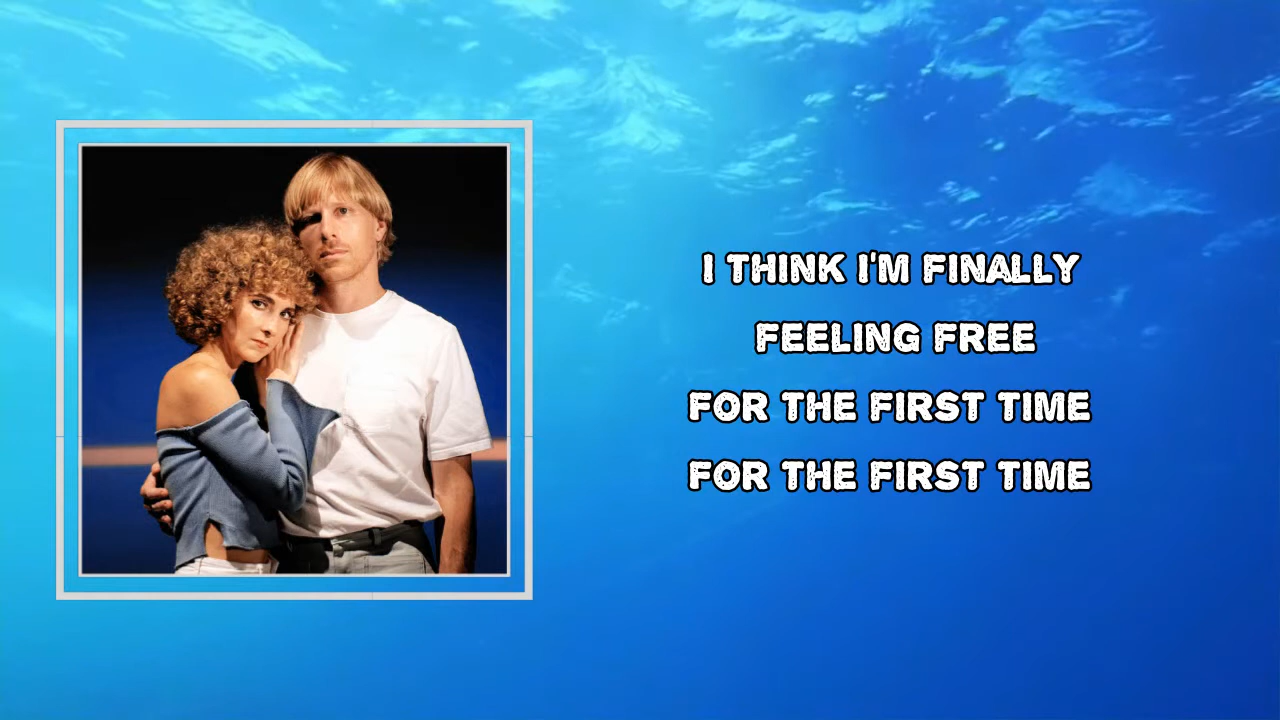 I THINK I'M FINALLY
FEELING FREE
FOR THE FIRST TIME
FOR THE FIRST TIME